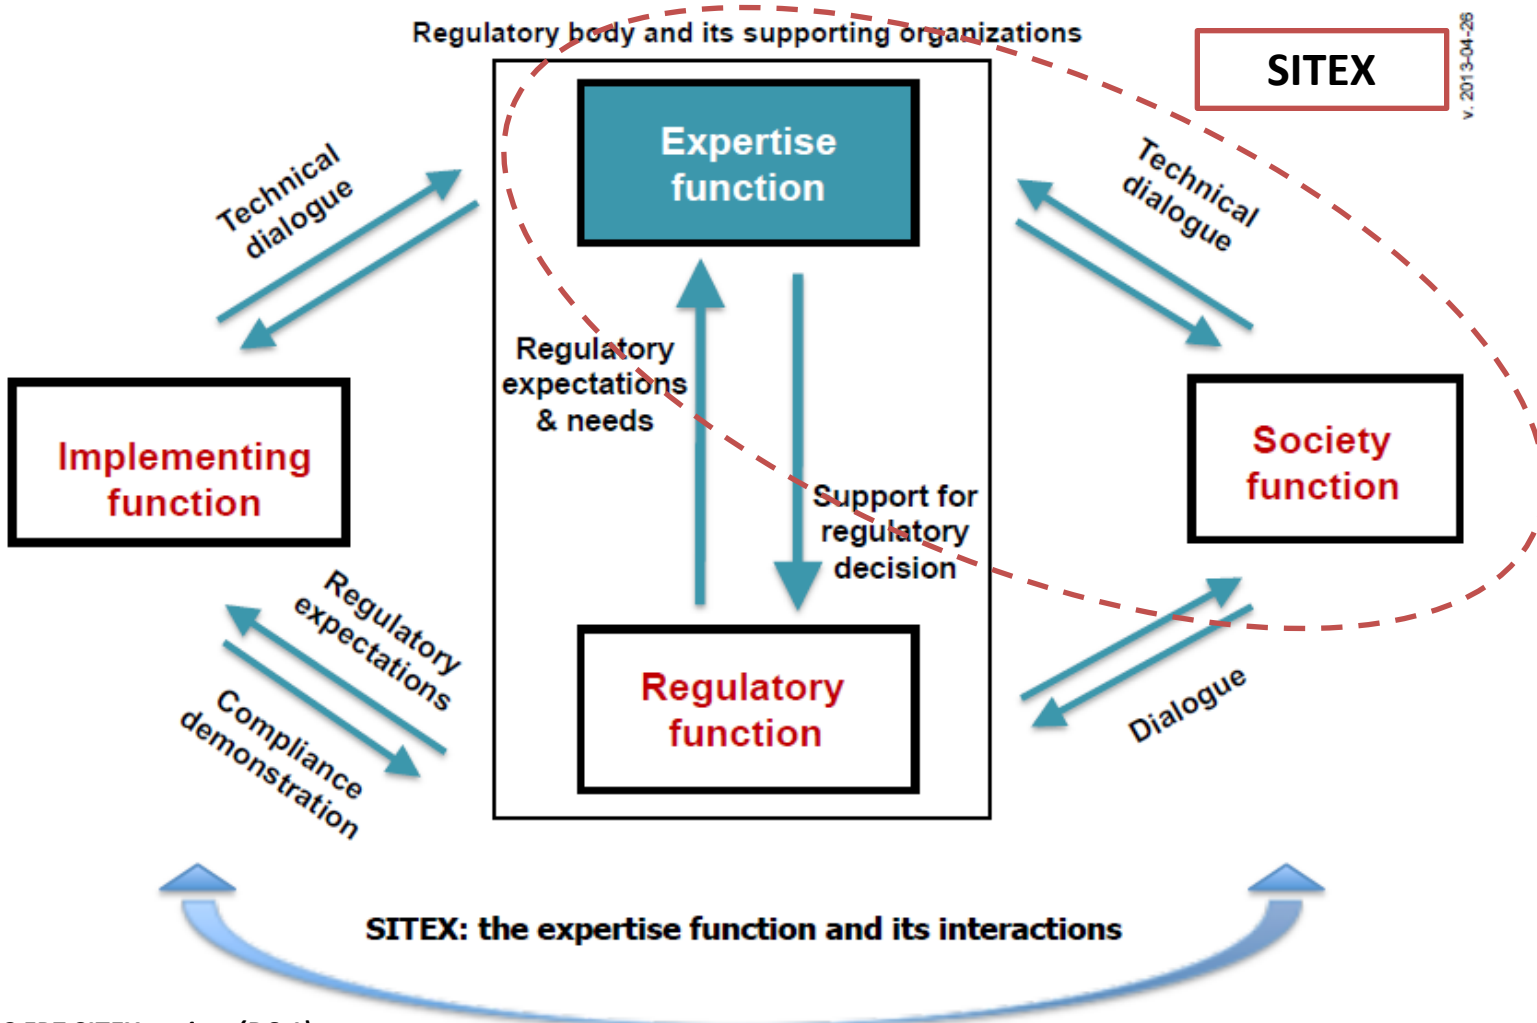 Regulatory body and its supporting organizations
SITEX
v. 2013-04-26
Expertise
function
Technical
dialogue
Technical
dialogue
Regulatory
expectations
& needs
Implementing
function
Society
function
Support for
regulatory
decision
Regulatory
expectations
Compliance
demonstration
Regulatory
function
Dialogue
SITEX: the expertise function and its interactions